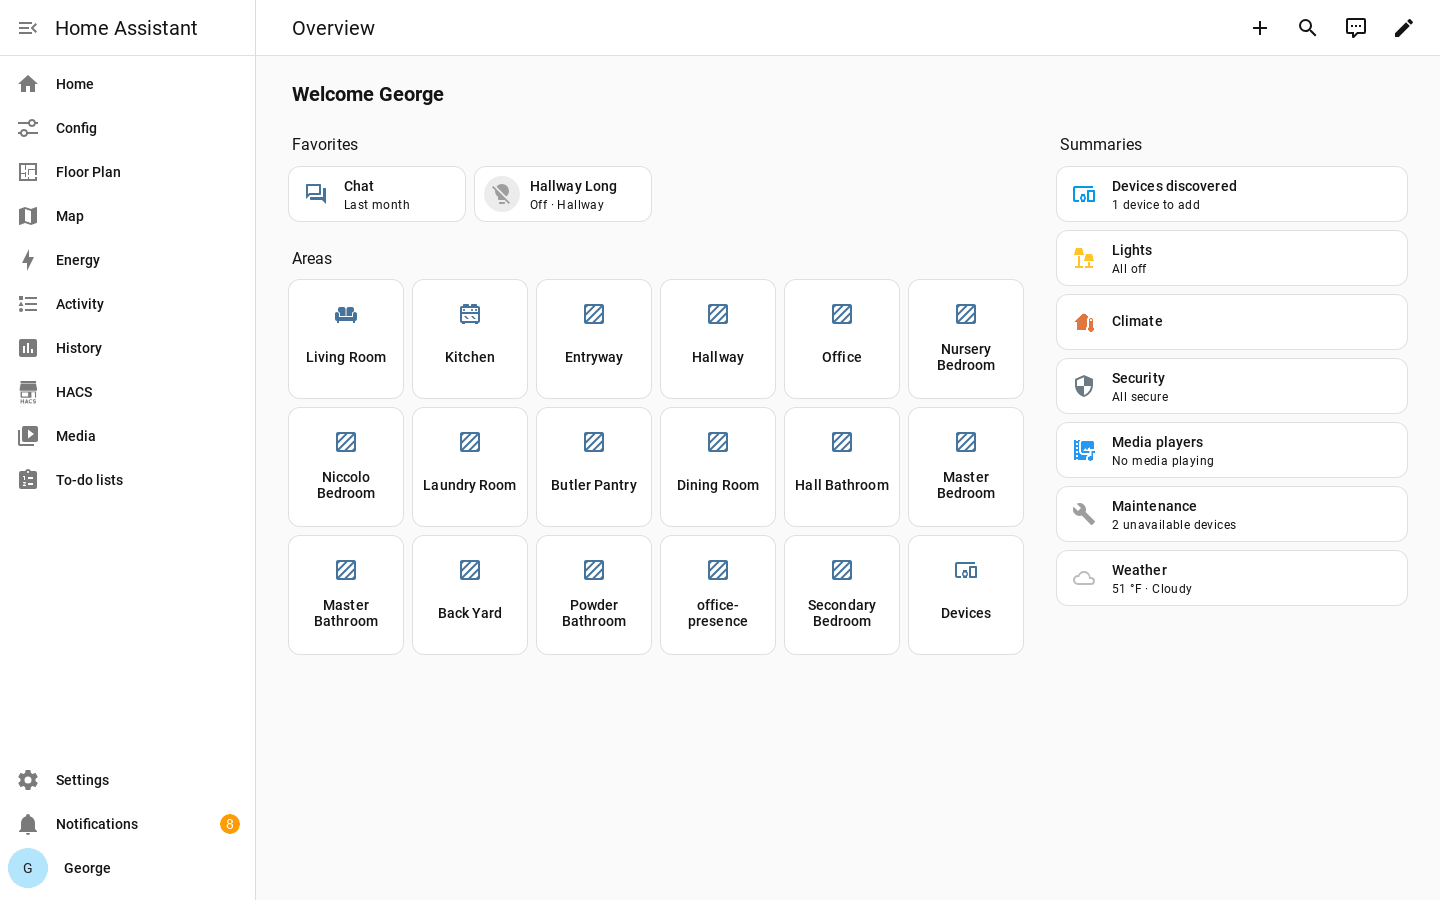 Home Assistant
Overview
Home
Config
Floor Plan
Map
Energy
Activity
History
HACS
HACS
Media
To-do lists
Settings
Notifications
8
G
George
Welcome George
Favorites
Chat
Last month
Hallway Long
Off · Hallway
Areas
Living Room
Kitchen
Entryway
Hallway
Office
Nursery
Bedroom
Niccolo
Bedroom
Laundry Room
Butler Pantry
Dining Room
Hall Bathroom
Master
Bedroom
Master
Bathroom
Back Yard
Powder
Bathroom
office-
presence
Secondary
Bedroom
Devices
Summaries
Devices discovered
1 device to add
Lights
All off
Climate
Security
All secure
Media players
No media playing
Maintenance
2 unavailable devices
Weather
51 °F · Cloudy